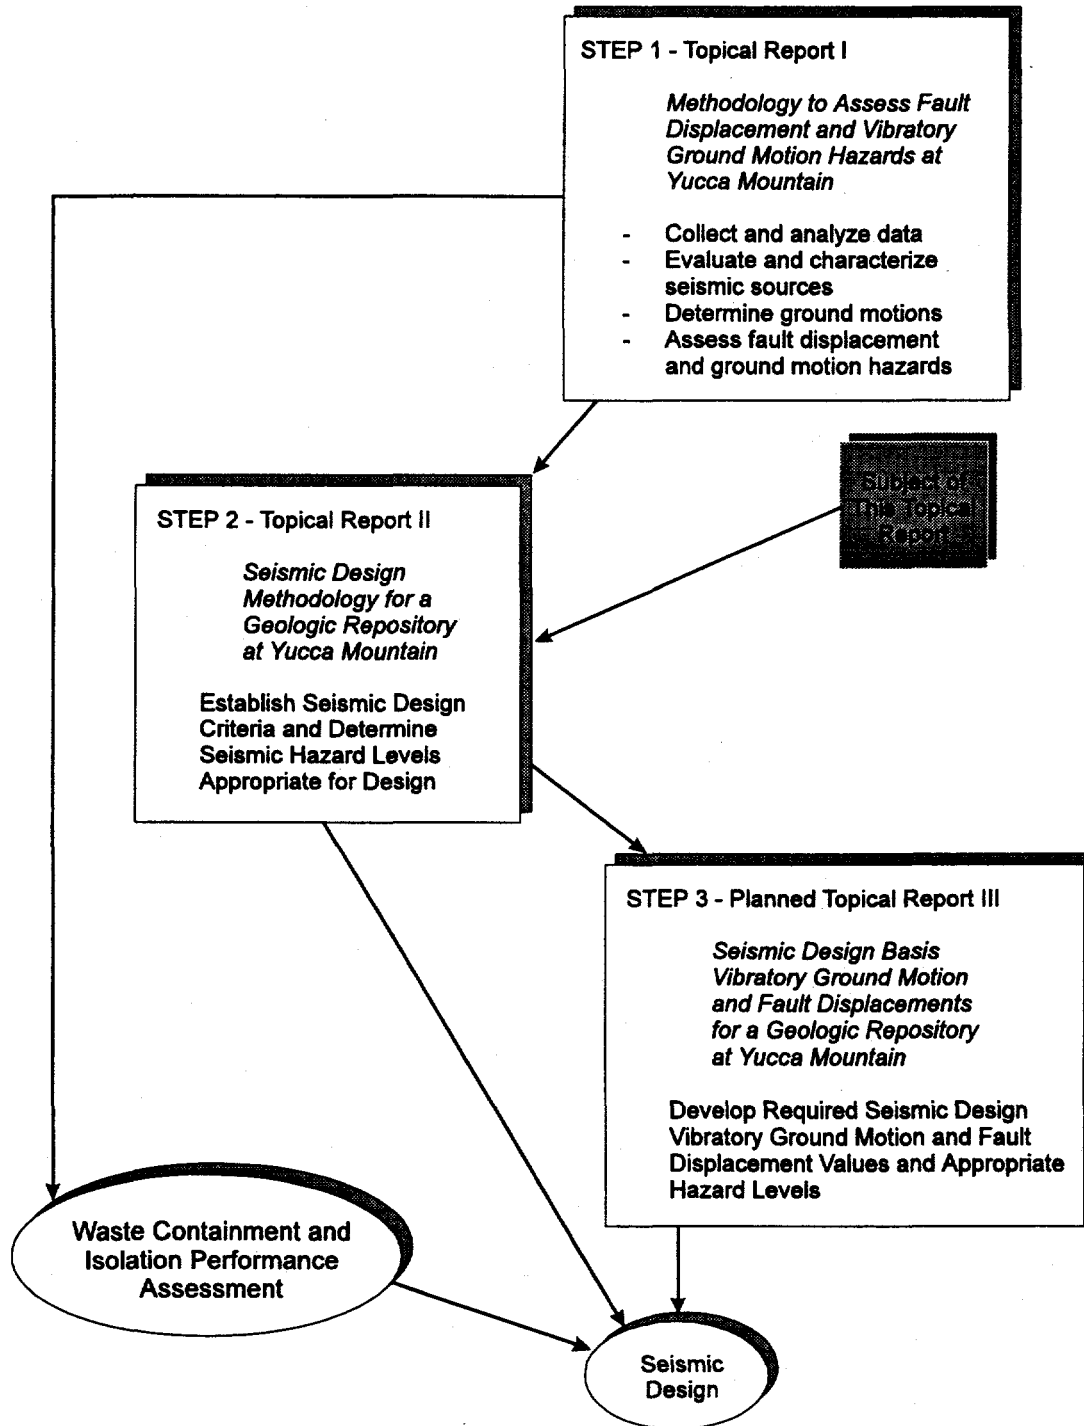 STEP 1 - Topical Report I
Methodology to Assess Fault
Displacement and Vibratory
Ground Motion Hazards at
Yucca Mountain
- Collect and analyze data
- Evaluate and characterize
seismic sources
- Determine ground motions
- Assess fault displacement
and ground motion hazards
Subject of
This Topical
Report
STEP 2 - Topical Report II
Seismic Design
Methodology for a
Geologic Repository
at Yucca Mountain
Establish Seismic Design
Criteria and Determine
Seismic Hazard Levels
Appropriate for Design
STEP 3 - Planned Topical Report III
Seismic Design Basis
Vibratory Ground Motion
and Fault Displacements
for a Geologic Repository
at Yucca Mountain
Develop Required Seismic Design
Vibratory Ground Motion and Fault
Displacement Values and Appropriate
Hazard Levels
Waste Containment and
Isolation Performance
Assessment
Seismic
Design